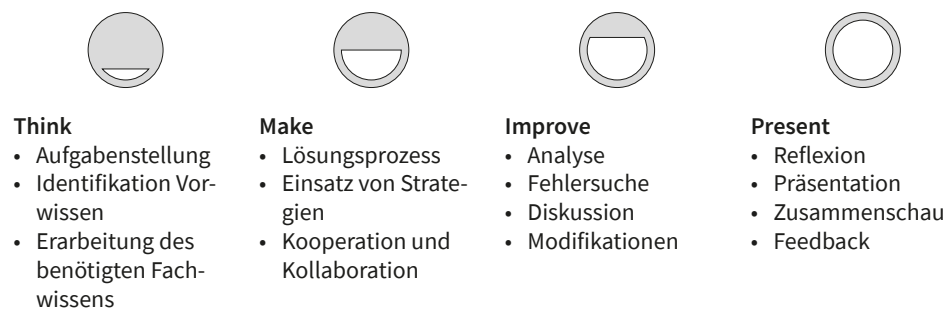 Think
• Aufgabenstellung
• Identifikation Vor-
wissen
• Erarbeitung des
benötigten Fach-
wissens
Make
• Lösungsprozess
• Einsatz von Strate-
gien
• Kooperation und
Kollaboration
Improve
• Analyse
• Fehlersuche
• Diskussion
• Modifikationen
Present
• Reflexion
• Präsentation
• Zusammenschau
• Feedback